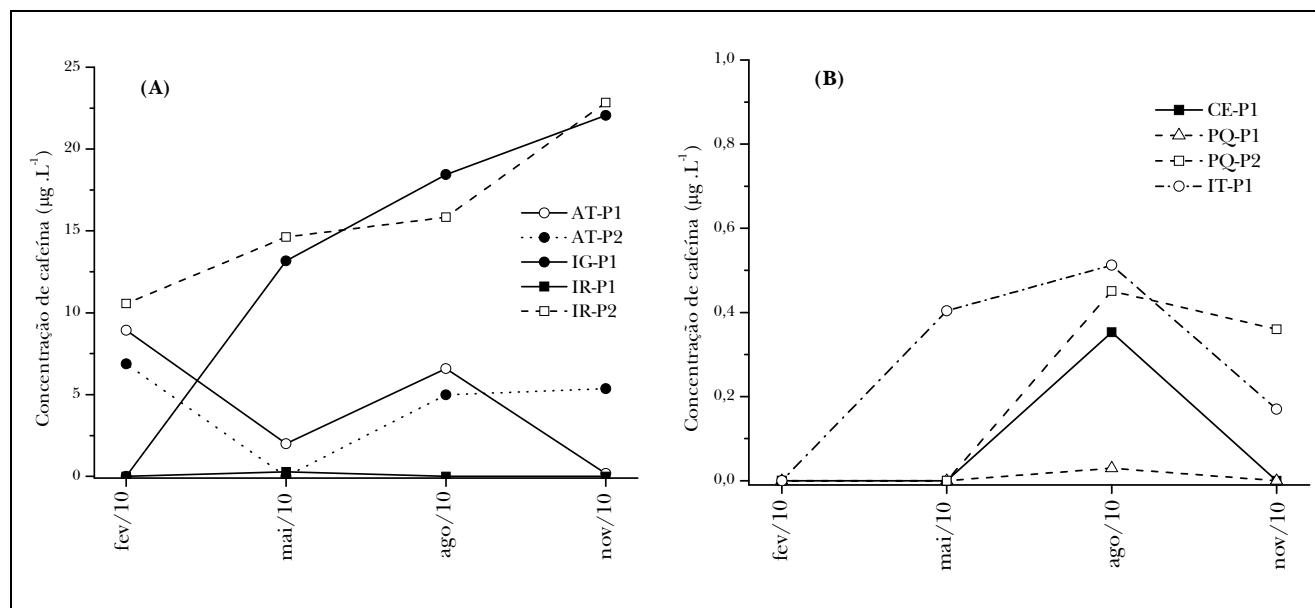 (A)
Concentração de cafeína (µg .L-1)
25
20
15
10
5
0
AT-P1
AT-P2
IG-P1
IR-P1
IR-P2
fev/10
mai/10
ago/10
nov/10
(B)
Concentração de cafeína (µg .L-1)
1,0
0,8
0,6
0,4
0,2
0,0
CE-P1
PQ-P1
PQ-P2
IT-P1
fev/10
mai/10
ago/10
nov/10